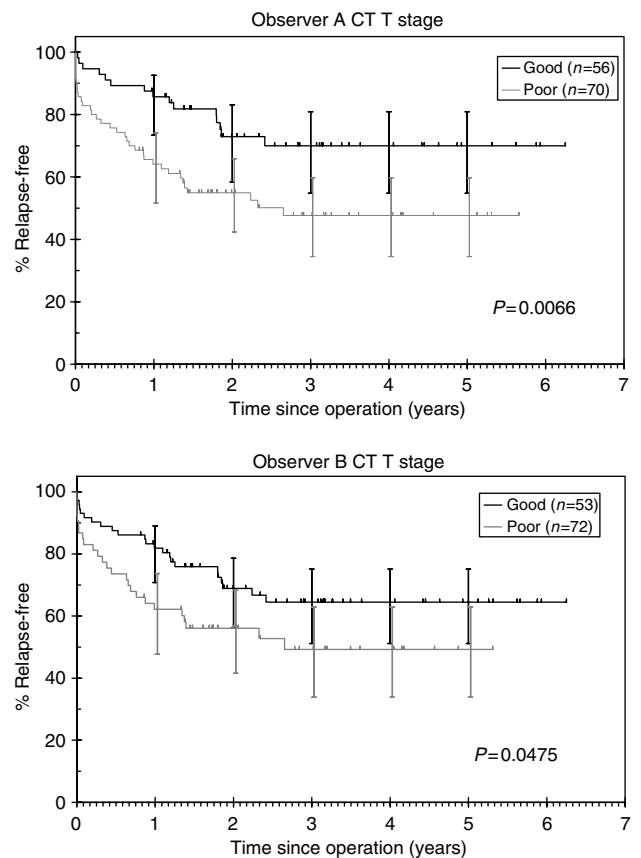 Observer A CT T stage
100
80
60
40
20
0
% Relapse-free
Good (n=56)
Poor (n=70)
P=0.0066
0 1 2 3 4 5 6 7
Time since operation (years)
Observer B CT T stage
100
80
60
40
20
0
% Relapse-free
Good (n=53)
Poor (n=72)
P=0.0475
0 1 2 3 4 5 6 7
Time since operation (years)